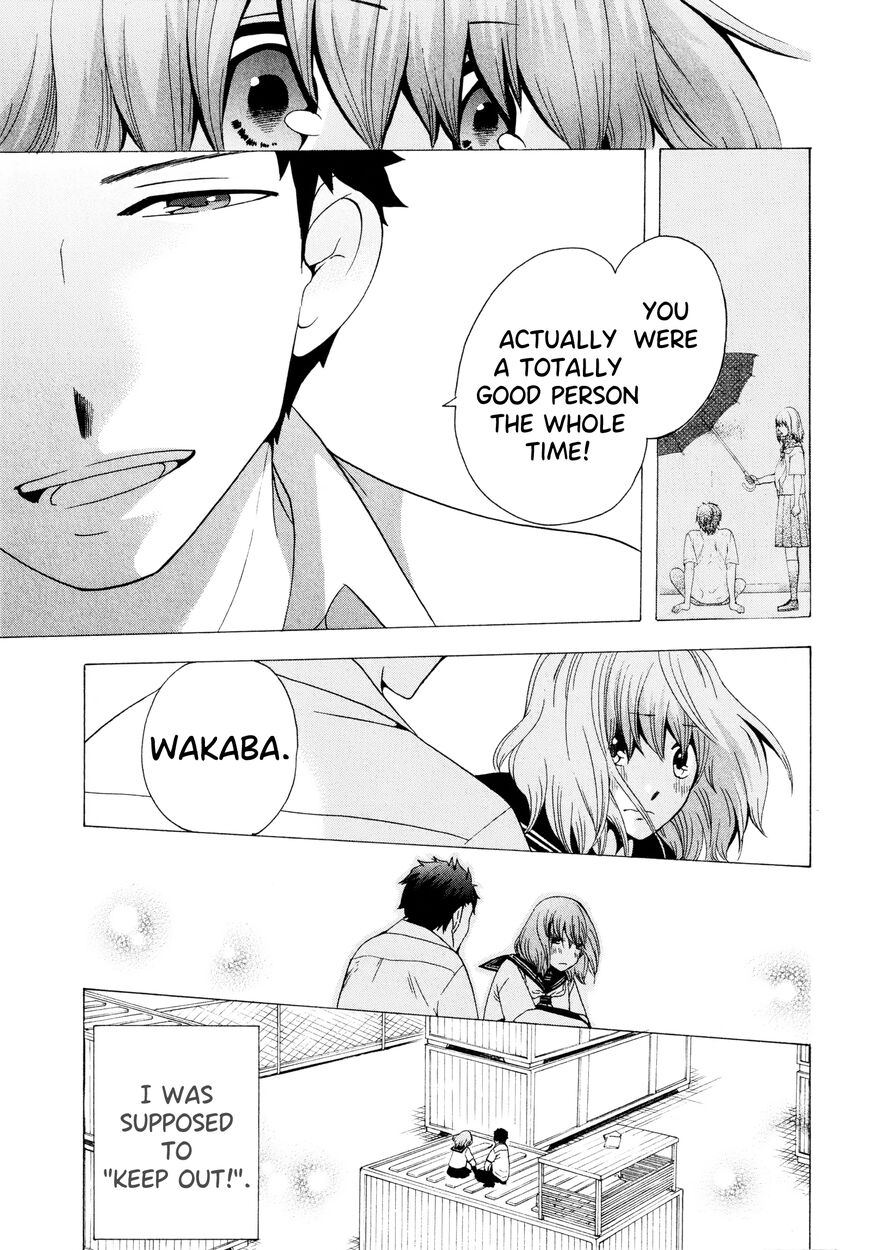 YOU
ACTUALLY WERE
A TOTALLY
GOOD PERSON
THE WHOLE
TIME!
WAKABA.
I WAS
SUPPOSED
TO
"KEEP OUT!".